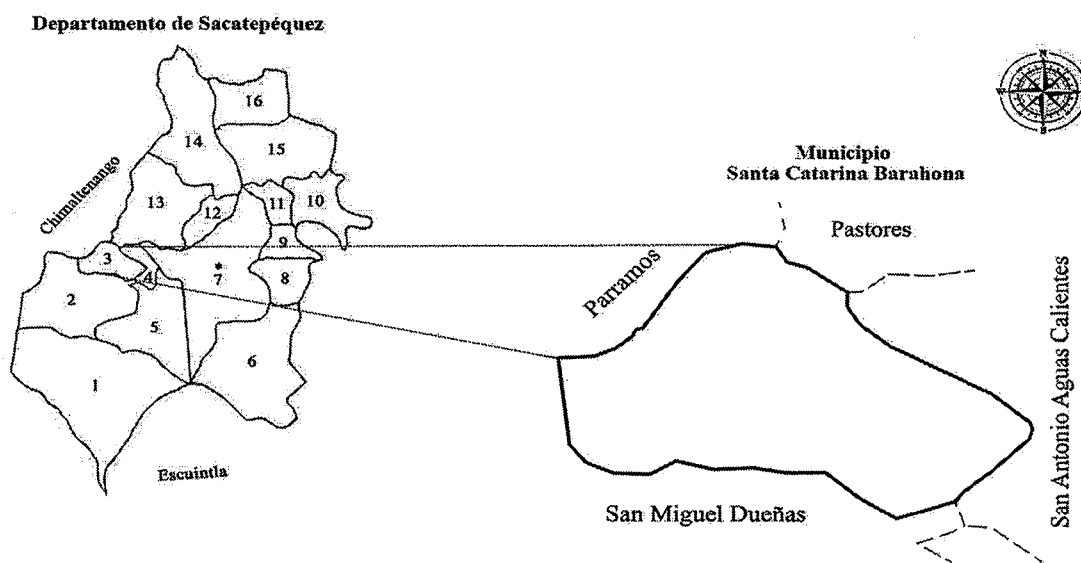 Departamento de Sacatepéquez
16
14
15
Municipio
Santa Catarina Barahona
Chimaltenango
13
12
11
10
Pastores
9
3
4
*
7
8
Parramos
2
5
6
1
San Antonio Aguas Calientes
Escuintla
San Miguel Dueñas